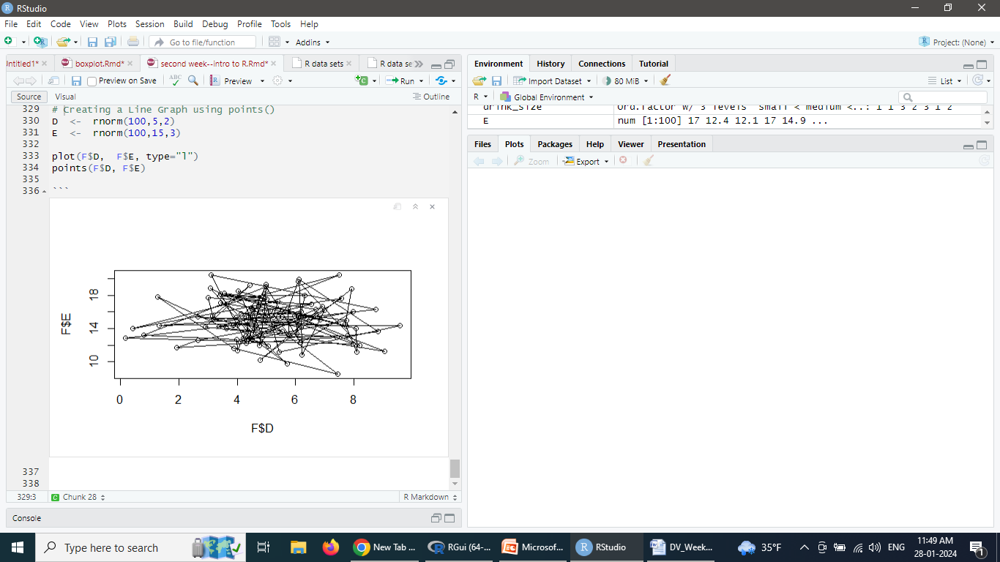 RStudio
File Edit Code View Plots Session Build Debug Profile Tools Help
Go to file/function Addins Project: (None)
ntitled1* boxplot.Rmd* second week--intro to R.Rmd* R data sets R data se
Preview on Save ABC Preview Run
Source Visual Outline
329 # Creating a Line Graph using points()
330 D <- rnorm(100,5,2)
331 E <- rnorm(100,15,3)
332
333 plot(F$D, F$E, type="l")
334 points(F$D, F$E)
335
336 ```
18
14
10
F$E
0 2 4 6 8
F$D
337
338
329:3 C Chunk 28 R Markdown
Console
Environment History Connections Tutorial
Import Dataset 80 MiB List
R Global Environment
drink_size Ord.factor w/ 3 levels "small"<"medium"<..: 1 1 3 2 3 1 2
E num [1:100] 17 12.4 12.1 17 14.9 ...
Files Plots Packages Help Viewer Presentation
Zoom Export
Type here to search New Tab ... RGui (64-... Microsof... RStudio DV_Week... 35°F ENG 11:49 AM
28-01-2024 1